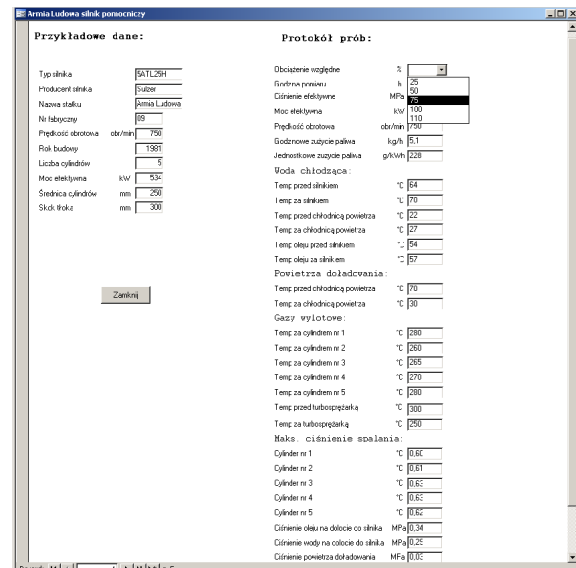 Armia Ludowa silnik pomocniczy
Przykładowe dane:
Typ silnika 5ATL25H
Producent silnika Sulzer
Nazwa statku Armia Ludowa
Nr fabryczny 89
Prędkość obrotowa obr/min 750
Rok budowy 1981
Liczba cylindrów 5
Moc efektywna kW 534
Średnica cylindrów mm 250
Skok tłoka mm 300
Zamknij
Protokół prób:
Obciążenie względne %
25
50
75
100
110
Godzina pomiaru h
Ciśnienie efektywne MPa
Moc efektywna kW
Prędkość obrotowa obr/min 750
Godzinowe zużycie paliwa kg/h 5,1
Jednostkowe zużycie paliwa g/kWh 228
Woda chłodząca:
Temp przed silnikiem °C 64
Temp za silnikiem °C 70
Temp przed chłodnicą powietrza °C 22
Temp za chłodnicą powietrza °C 27
Temp oleju przed silnikiem °C 54
Temp oleju za silnikiem °C 57
Powietrza doładowania:
Temp przed chłodnicą powietrza °C 70
Temp za chłodnicą powietrza °C 30
Gazy wylotowe:
Temp za cylindrem nr 1 °C 280
Temp za cylindrem nr 2 °C 260
Temp za cylindrem nr 3 °C 265
Temp za cylindrem nr 4 °C 270
Temp za cylindrem nr 5 °C 280
Temp przed turbosprężarką °C 300
Temp za turbosprężarką °C 250
Maks. ciśnienie spalania:
Cylinder nr 1 °C 0,60
Cylinder nr 2 °C 0,61
Cylinder nr 3 °C 0,63
Cylinder nr 4 °C 0,63
Cylinder nr 5 °C 0,62
Ciśnienie oleju na dolocie do silnika MPa 0,34
Ciśnienie wody na dolocie do silnika MPa 0,25
Ciśnienie powietrza doładowania MPa 0,03